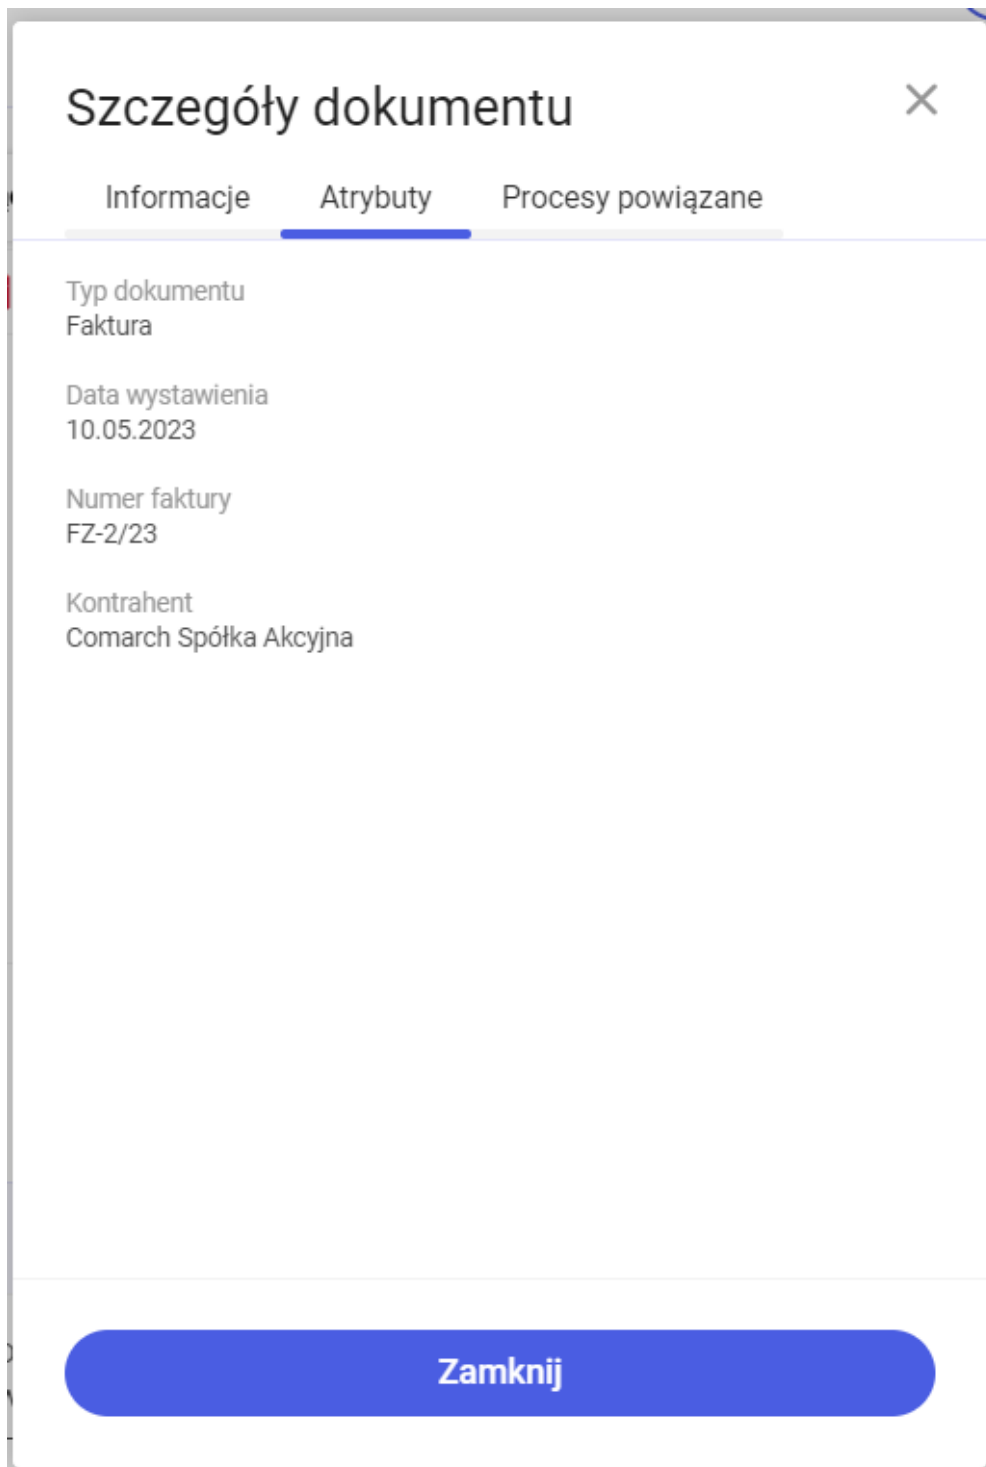 Szczegóły dokumentu
Informacje Atrybuty Procesy powiązane
Typ dokumentu
Faktura
Data wystawienia
10.05.2023
Numer faktury
FZ-2/23
Kontrahent
Comarch Spółka Akcyjna
Zamknij